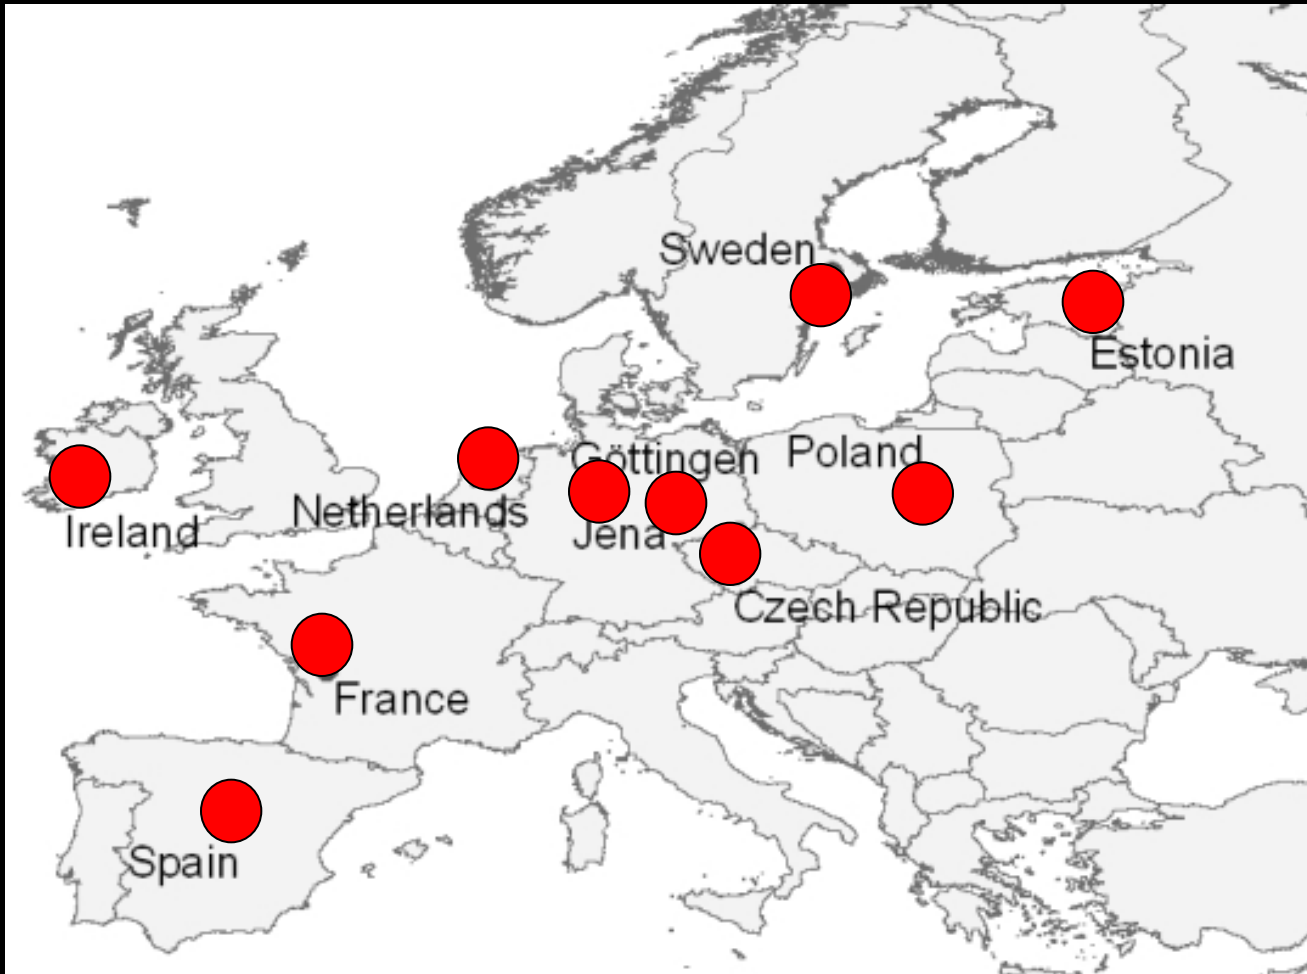 Sweden
Estonia
Göttingen
Poland
Netherlands
Ireland
Jena
Czech Republic
France
Spain